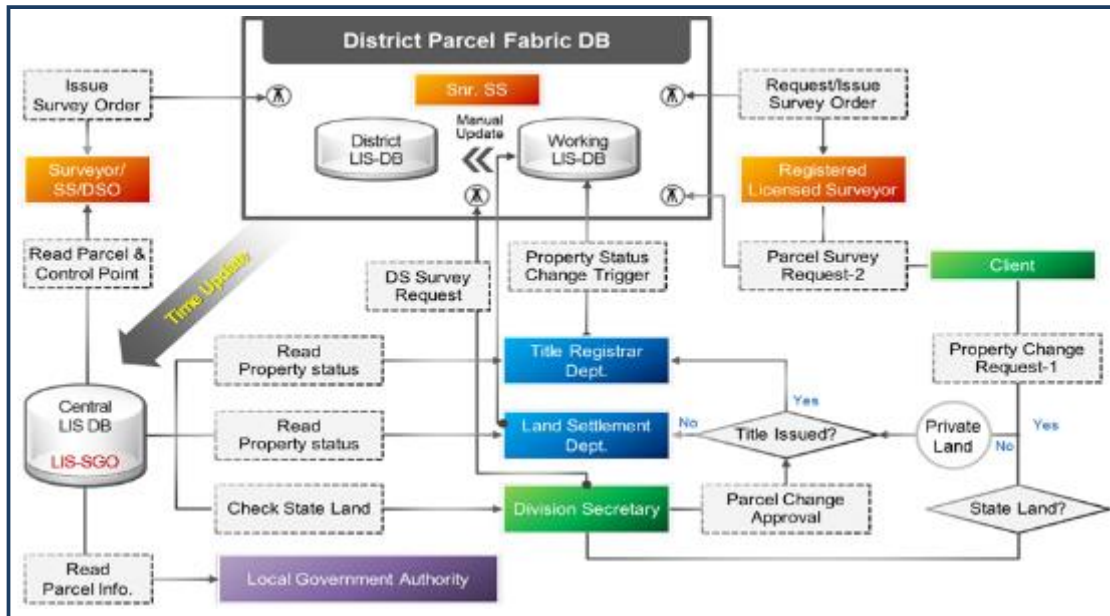 District Parcel Fabric DB
Issue
Survey Order
Snr. SS
Request/Issue
Survey Order
Manual
Update
District
LIS-DB
Working
LIS-DB
Surveyor/
SS/DSO
Registered
Licensed Surveyor
Read Parcel &
Control Point
Time Update
DS Survey
Request
Property Status
Change Trigger
Parcel Survey
Request-2
Client
Read
Property status
Title Registrar
Dept.
Property Change
Request-1
Central
LIS DB
LIS-SGO
Read
Property status
Land Settlement
Dept.
No
Yes
Title Issued?
Private
Land
No
Yes
Check State Land
Division Secretary
Parcel Change
Approval
State Land?
Read
Parcel Info.
Local Government Authority